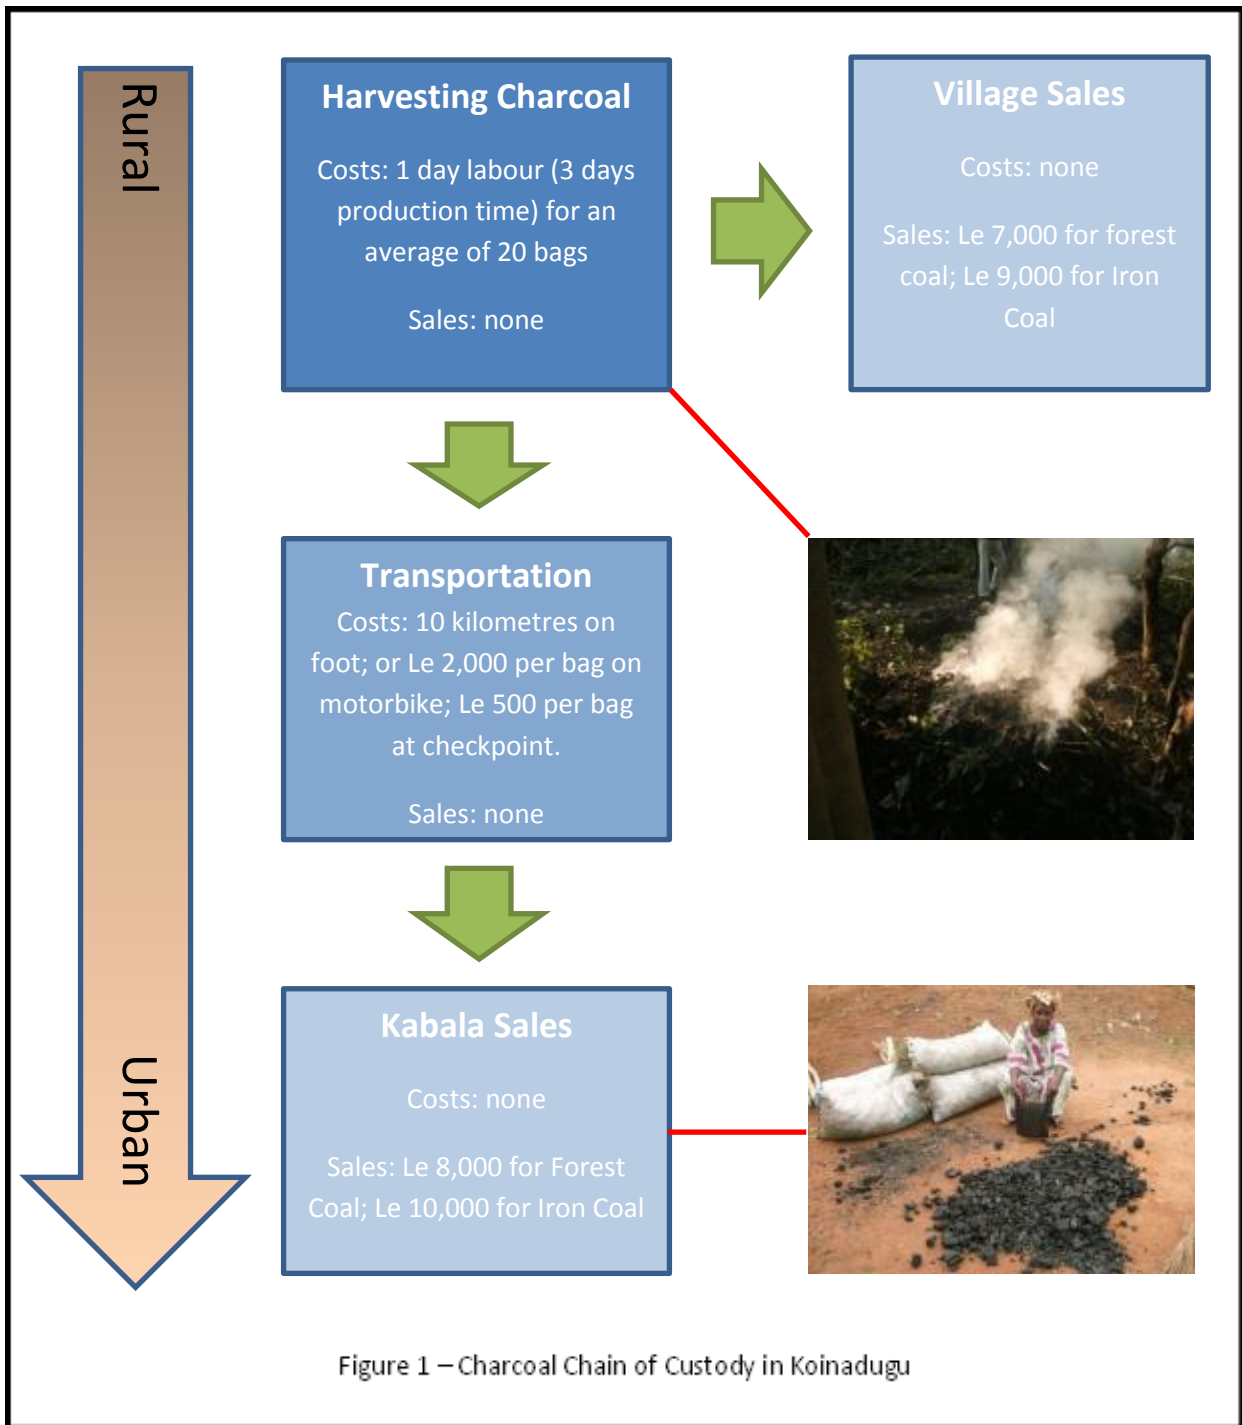 Rural
Harvesting Charcoal
Costs: 1 day labour (3 days
production time) for an
average of 20 bags
Sales: none
Village Sales
Costs: none
Sales: Le 7,000 for forest
coal; Le 9,000 for Iron
Coal
Transportation
Costs: 10 kilometres on
foot; or Le 2,000 per bag on
motorbike; Le 500 per bag
at checkpoint.
Sales: none
Urban
Kabala Sales
Costs: none
Sales: Le 8,000 for Forest
Coal; Le 10,000 for Iron Coal
Figure 1 – Charcoal Chain of Custody in Koinadugu